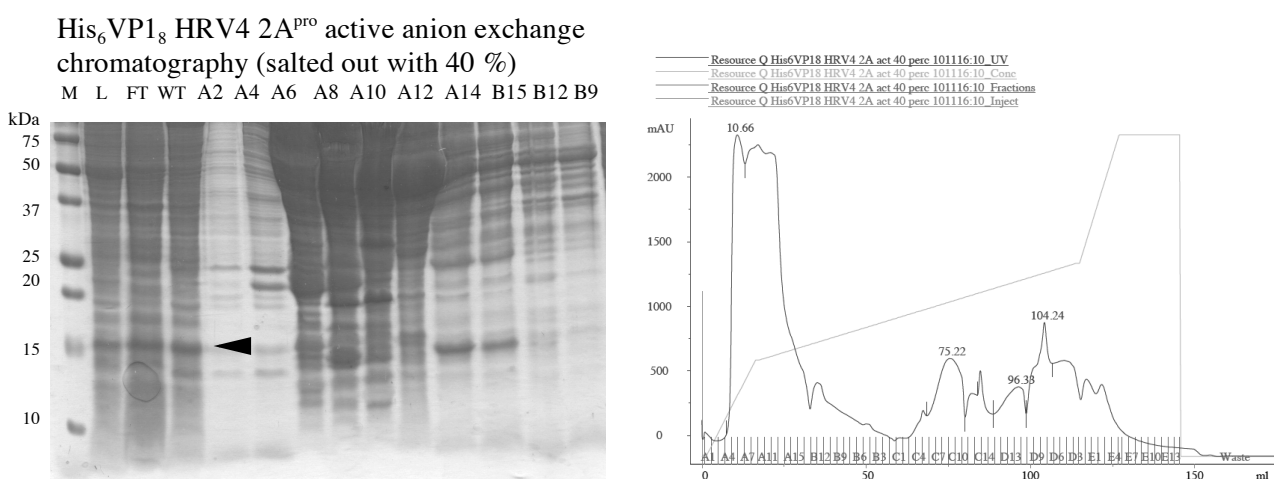 His₆VP1₈ HRV4 2Aᵖʳᵒ active anion exchange
chromatography (salted out with 40 %)
M L FT WT A2 A4 A6 A8 A10 A12 A14 B15 B12 B9
kDa
75
50
37
25
20
15
10
Resource Q His6VP18 HRV4 2A act 40 perc 101116:10_UV
Resource Q His6VP18 HRV4 2A act 40 perc 101116:10_Conc
Resource Q His6VP18 HRV4 2A act 40 perc 101116:10_Fractions
Resource Q His6VP18 HRV4 2A act 40 perc 101116:10_Inject
mAU
2000
1500
1000
500
0
10.66
75.22
96.33
104.24
A1 A4 A7 A11 A15 B12 B9 B6 B3 C1 C4 C7 C10 C14 D13 D9 D6 D3 E1 E4 E7 E10 E13 Waste
0 50 100 150 ml